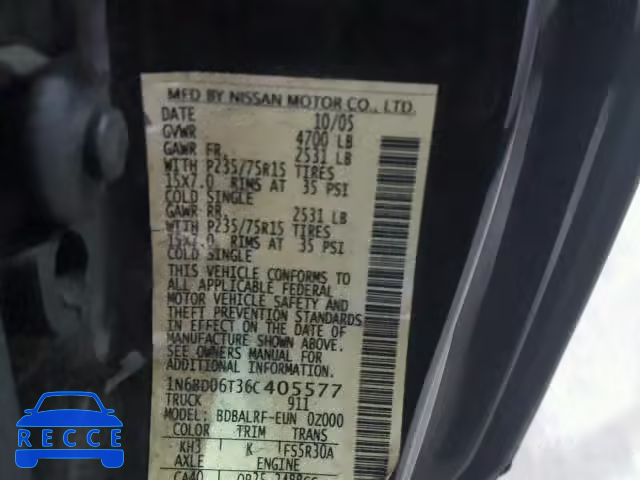 MFD BY NISSAN MOTOR CO., LTD.
DATE 10/05
GVWR 4700 LB
GAWR FR. 2531 LB
WITH P235/75R15 TIRES
15X7.0 RIMS AT 35 PSI
COLD SINGLE
GAWR RR. 2531 LB
WITH P235/75R15 TIRES
15X7.0 RIMS AT 35 PSI
COLD SINGLE
THIS VEHICLE CONFORMS TO
ALL APPLICABLE FEDERAL
MOTOR VEHICLE SAFETY AND
THEFT PREVENTION STANDARDS
IN EFFECT ON THE DATE OF
MANUFACTURE SHOWN ABOVE.
SEE OWNERS MANUAL FOR
ADDITIONAL INFORMATION.
1N6BD06T36C405577
TRUCK 911
MODEL: BDBALRF-EUN 0Z000
COLOR TRIM TRANS
KH3 K FS5R30A
AXLE ENGINE
CA40
RECCE